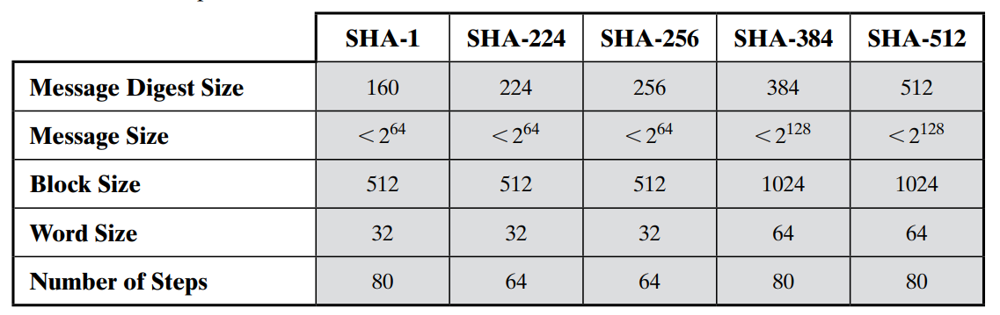 SHA-1 SHA-224 SHA-256 SHA-384 SHA-512
Message Digest Size 160 224 256 384 512
Message Size <2^64 <2^64 <2^64 <2^128 <2^128
Block Size 512 512 512 1024 1024
Word Size 32 32 32 64 64
Number of Steps 80 64 64 80 80